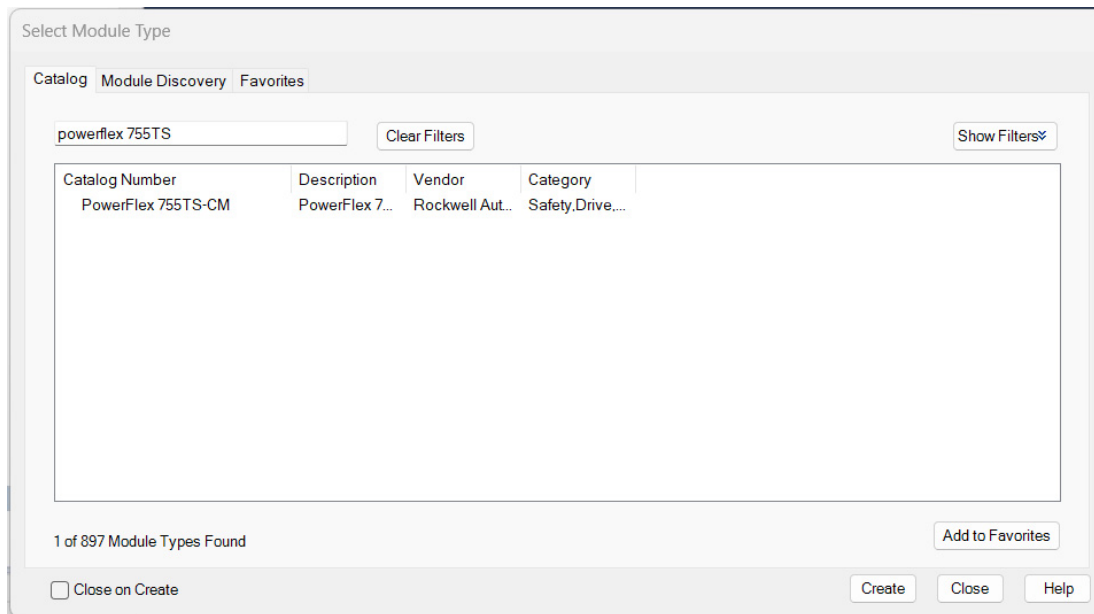 Select Module Type
Catalog Module Discovery Favorites
powerflex 755TS Clear Filters Show Filters
Catalog Number Description Vendor Category
PowerFlex 755TS-CM PowerFlex 7... Rockwell Aut... Safety,Drive,...
1 of 897 Module Types Found Add to Favorites
Close on Create Create Close Help